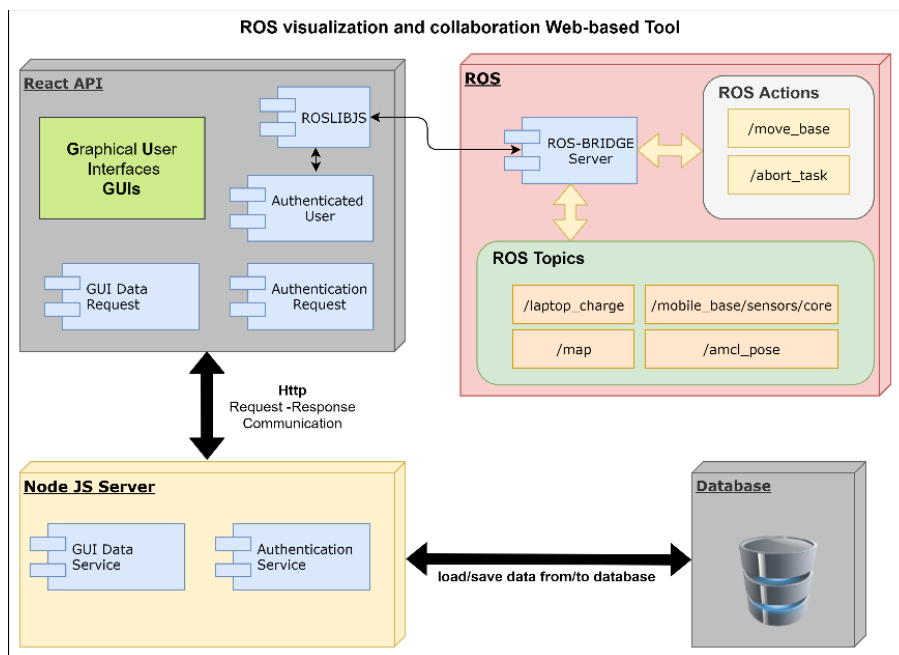 ROS visualization and collaboration Web-based Tool
React API
Graphical User
Interfaces
GUIs
ROSLIBJS
Authenticated
User
GUI Data
Request
Authentication
Request
ROS
ROS-BRIDGE
Server
ROS Actions
/move_base
/abort_task
ROS Topics
/laptop_charge
/mobile_base/sensors/core
/map
/amcl_pose
Http
Request -Response
Communication
Node JS Server
GUI Data
Service
Authentication
Service
load/save data from/to database
Database